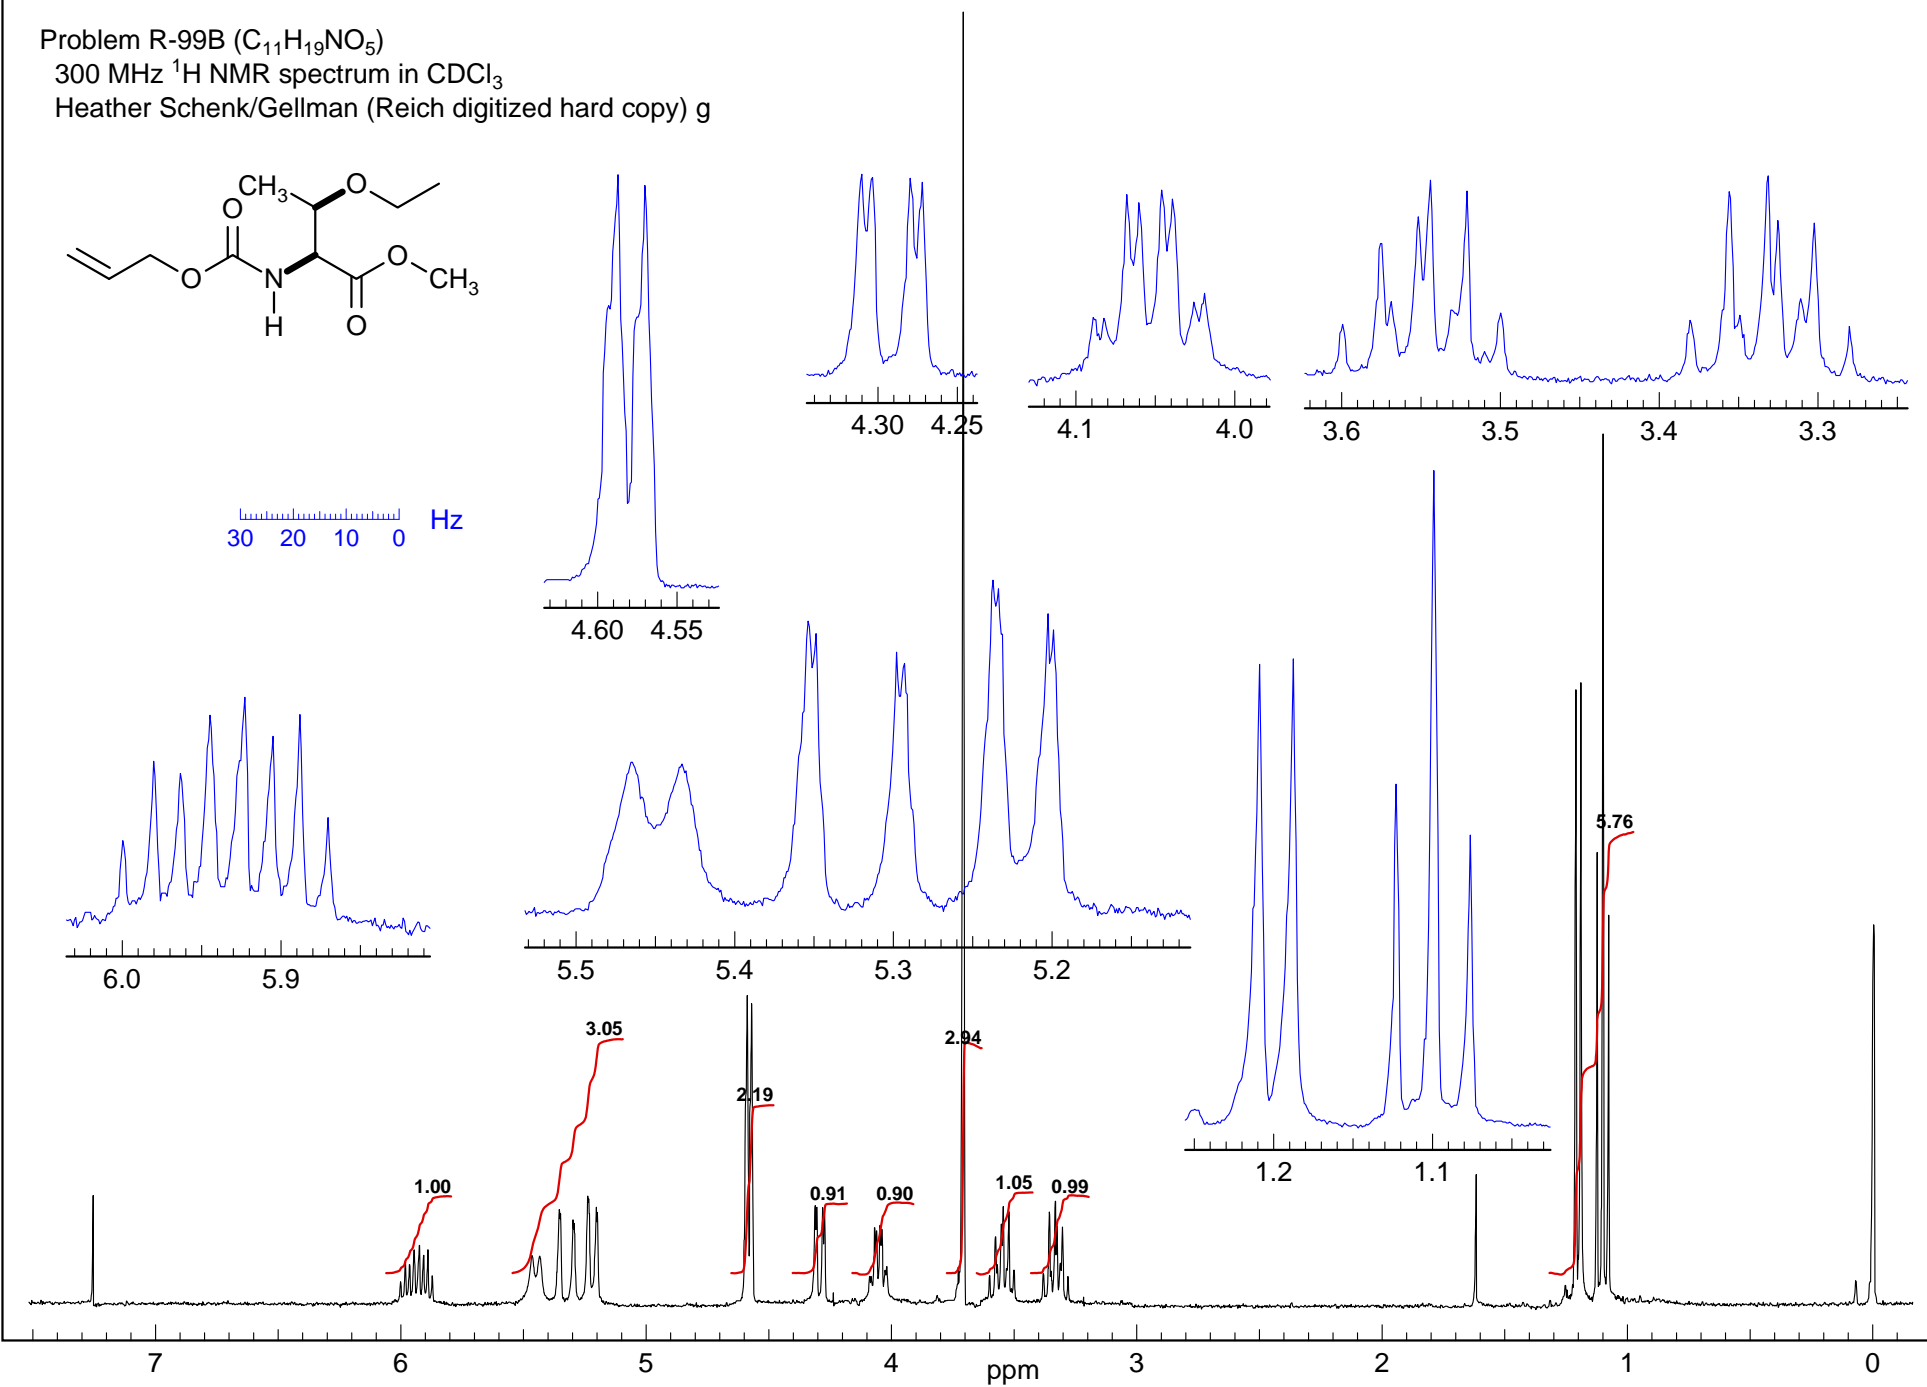 Problem R-99B (C₁₁H₁₉NO₅)
300 MHz ¹H NMR spectrum in CDCl₃
Heather Schenk/Gellman (Reich digitized hard copy) g
CH₃ O
O
O N O CH₃
H O
30 20 10 0 Hz
4.60 4.55
4.30 4.25
4.1 4.0
3.6 3.5 3.4 3.3
6.0 5.9
5.5 5.4 5.3 5.2
1.2 1.1
1.00
3.05
2.19
0.91
0.90
2.94
1.05
0.99
5.76
7 6 5 4 ppm 3 2 1 0